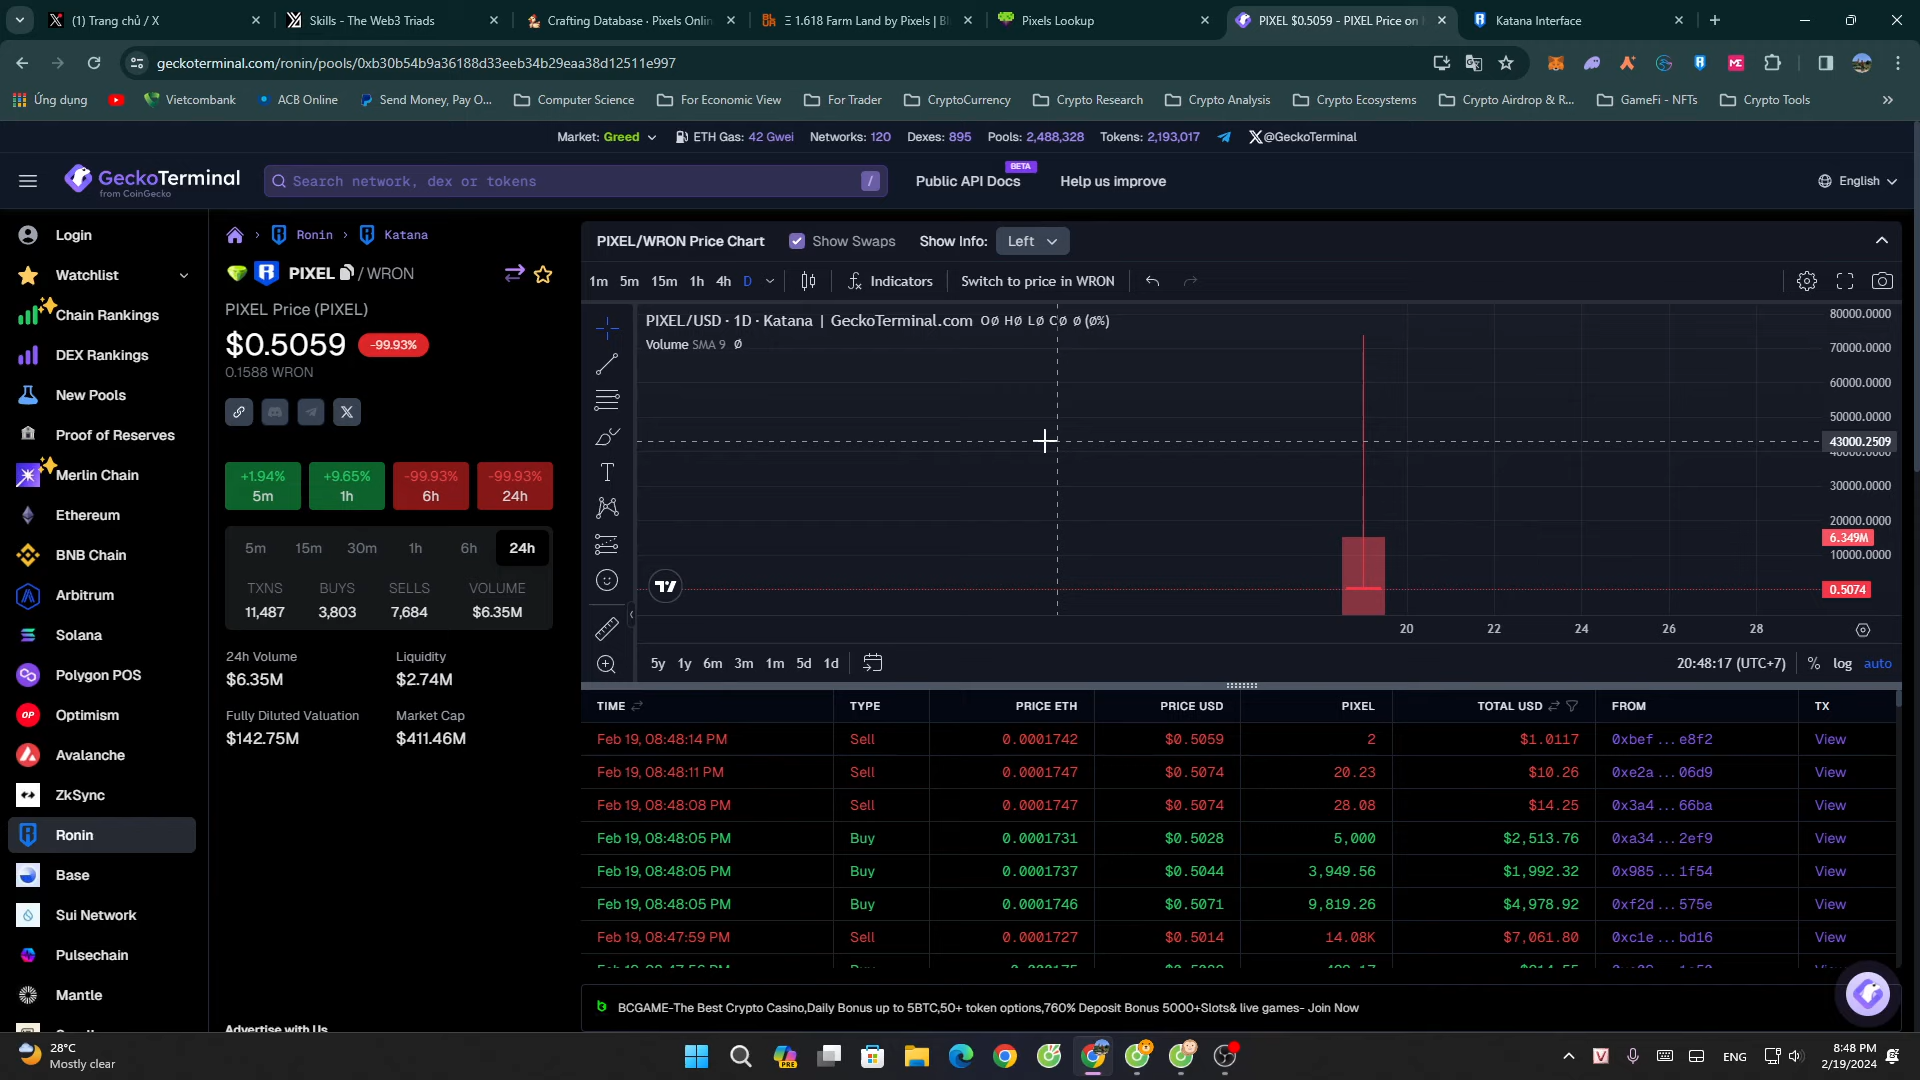 (1) Trang chủ / X
Skills - The Web3 Triads
Crafting Database · Pixels Onlin
Ξ 1.618 Farm Land by Pixels | Bl
Pixels Lookup
PIXEL $0.5059 - PIXEL Price on
Katana Interface
geckoterminal.com/ronin/pools/0xb30b54b9a36188d33eeb34b29eaa38d12511e997
Ứng dụng
Vietcombank
ACB Online
Send Money, Pay O...
Computer Science
For Economic View
For Trader
CryptoCurrency
Crypto Research
Crypto Analysis
Crypto Ecosystems
Crypto Airdrop & R...
GameFi - NFTs
Crypto Tools
Market: Greed
ETH Gas: 42 Gwei
Networks: 120
Dexes: 895
Pools: 2,488,328
Tokens: 2,193,017
@GeckoTerminal
GeckoTerminal
from CoinGecko
Search network, dex or tokens
/
Public API Docs
BETA
Help us improve
English
Login
Watchlist
Chain Rankings
DEX Rankings
New Pools
Proof of Reserves
Merlin Chain
Ethereum
BNB Chain
Arbitrum
Solana
Polygon POS
Optimism
Avalanche
ZkSync
Ronin
Base
Sui Network
Pulsechain
Mantle
Ronin
Katana
PIXEL / WRON
PIXEL Price (PIXEL)
$0.5059
-99.93%
0.1588 WRON
+1.94%
5m
+9.65%
1h
-99.93%
6h
-99.93%
24h
5m 15m 30m 1h 6h 24h
TXNS BUYS SELLS VOLUME
11,487 3,803 7,684 $6.35M
24h Volume
$6.35M
Liquidity
$2.74M
Fully Diluted Valuation
$142.75M
Market Cap
$411.46M
Advertise with Us
PIXEL/WRON Price Chart
Show Swaps
Show Info:
Left
1m 5m 15m 1h 4h D
Indicators
Switch to price in WRON
PIXEL/USD · 1D · Katana | GeckoTerminal.com O∅ H∅ L∅ C∅ ∅ (∅%)
Volume SMA 9 ∅
80000.0000
70000.0000
60000.0000
50000.0000
43000.2509
40000.0000
30000.0000
20000.0000
6.349M
10000.0000
0.5074
20 22 24 26 28
5y 1y 6m 3m 1m 5d 1d
20:48:17 (UTC+7)
% log auto
TIME TYPE PRICE ETH PRICE USD PIXEL TOTAL USD FROM TX
Feb 19, 08:48:14 PM Sell 0.0001742 $0.5059 2 $1.0117 0xbef ... e8f2 View
Feb 19, 08:48:11 PM Sell 0.0001747 $0.5074 20.23 $10.26 0xe2a ... 06d9 View
Feb 19, 08:48:08 PM Sell 0.0001747 $0.5074 28.08 $14.25 0x3a4 ... 66ba View
Feb 19, 08:48:05 PM Buy 0.0001731 $0.5028 5,000 $2,513.76 0xa34 ... 2ef9 View
Feb 19, 08:48:05 PM Buy 0.0001737 $0.5044 3,949.56 $1,992.32 0x985 ... 1f54 View
Feb 19, 08:48:05 PM Buy 0.0001746 $0.5071 9,819.26 $4,978.92 0xf2d ... 575e View
Feb 19, 08:47:59 PM Sell 0.0001727 $0.5014 14.08K $7,061.80 0xc1e ... bd16 View
BCGAME-The Best Crypto Casino,Daily Bonus up to 5BTC,50+ token options,760% Deposit Bonus 5000+Slots& live games- Join Now
28°C
Mostly clear
ENG
8:48 PM
2/19/2024